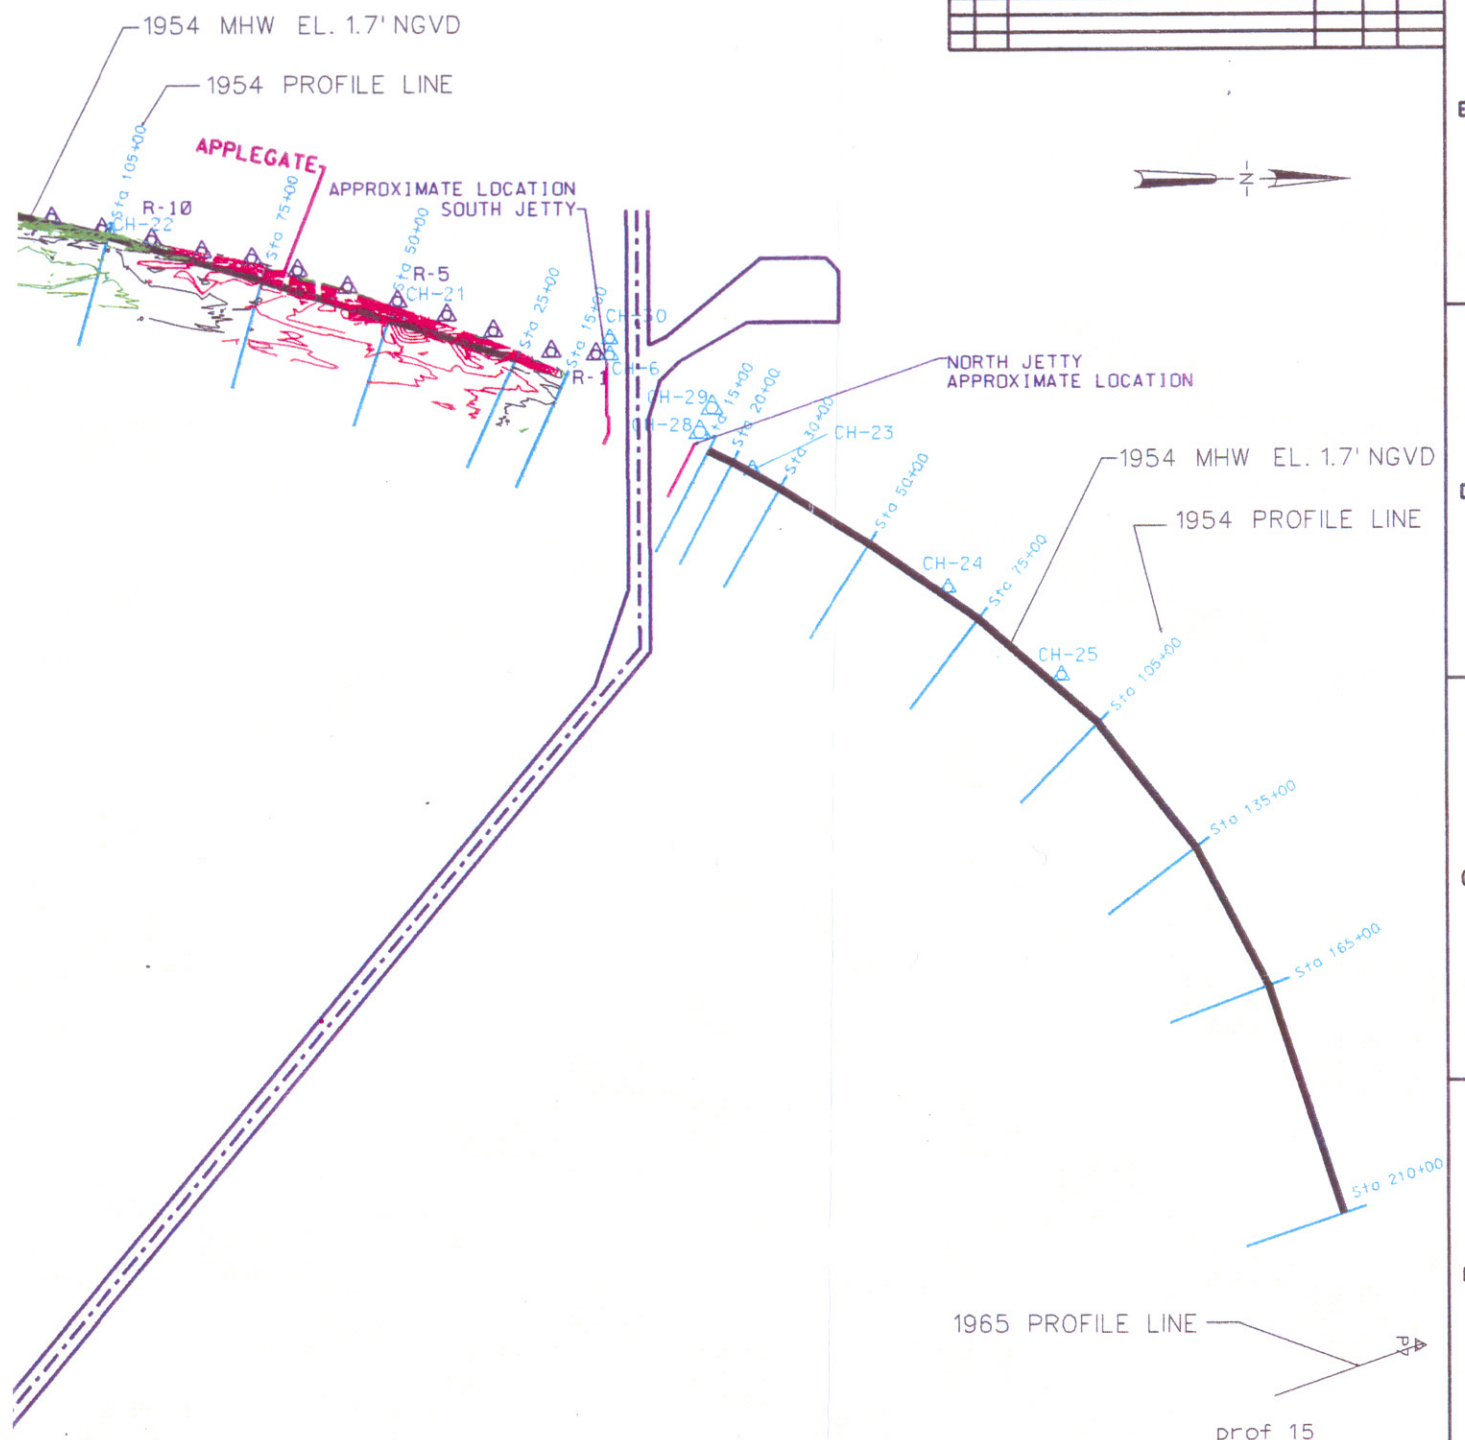 1954 MHW EL. 1.7' NGVD
1954 PROFILE LINE
APPLEGATE
APPROXIMATE LOCATION
SOUTH JETTY
Sta 105+00
R-10
CH-22
Sta 75+00
Sta 50+00
R-5
CH-21
Sta 25+00
Sta 15+00
CH-30
CH-6
R-1
N
NORTH JETTY
APPROXIMATE LOCATION
CH-29
CH-28
Sta 15+00
Sta 20+00
Sta 30+00
CH-23
Sta 50+00
1954 MHW EL. 1.7' NGVD
1954 PROFILE LINE
CH-24
Sta 75+00
CH-25
Sta 105+00
Sta 135+00
Sta 165+00
Sta 210+00
1965 PROFILE LINE
prof 15